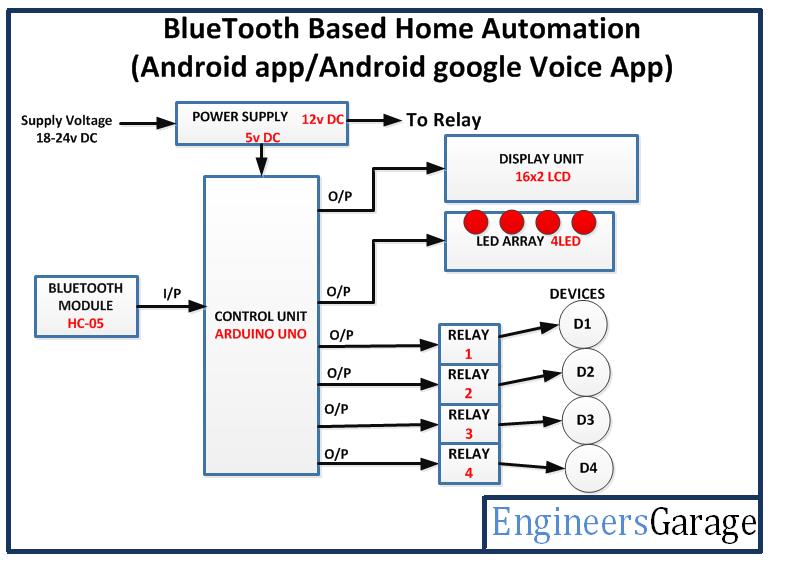 BlueTooth Based Home Automation
(Android app/Android google Voice App)
Supply Voltage
18-24v DC
POWER SUPPLY 12v DC
5v DC
To Relay
DISPLAY UNIT
16x2 LCD
O/P
LED ARRAY 4LED
O/P
BLUETOOTH
MODULE
HC-05
I/P
CONTROL UNIT
ARDUINO UNO
DEVICES
O/P
RELAY
1
D1
O/P
RELAY
2
D2
O/P
RELAY
3
D3
O/P
RELAY
4
D4
EngineersGarage